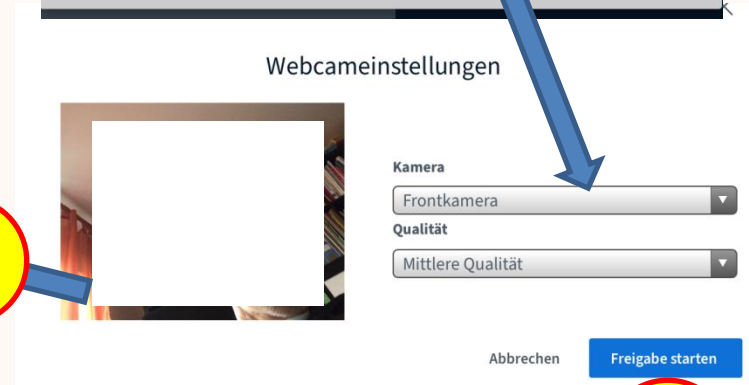 Webcameinstellungen
Kamera
Frontkamera
Qualität
Mittlere Qualität
Abbrechen
Freigabe starten